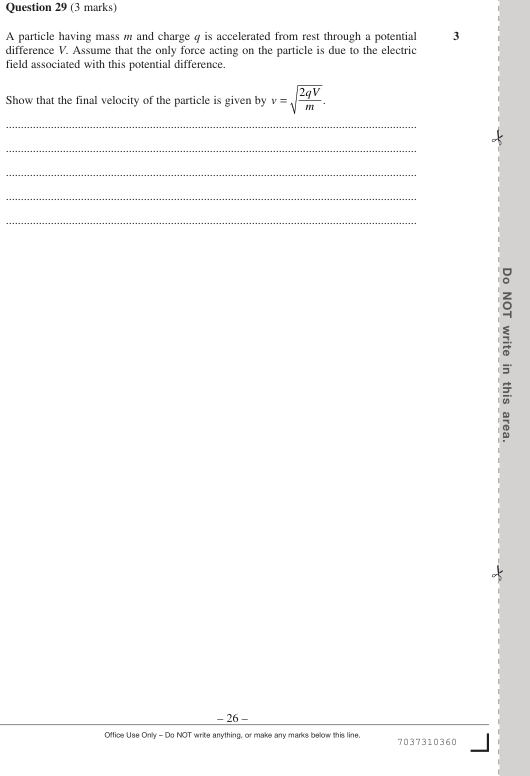 Question 29 (3 marks)
A particle having mass m and charge q is accelerated from rest through a potential 3
difference V. Assume that the only force acting on the particle is due to the electric
field associated with this potential difference.
Show that the final velocity of the particle is given by v = √(2qV/m).
................................................................................
................................................................................
................................................................................
................................................................................
................................................................................
Do NOT write in this area.
– 26 –
Office Use Only – Do NOT write anything, or make any marks below this line.
7037310360